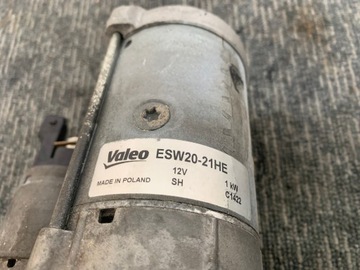 Valeo ESW20-21HE
12V 1 kW
MADE IN POLAND SH C1422